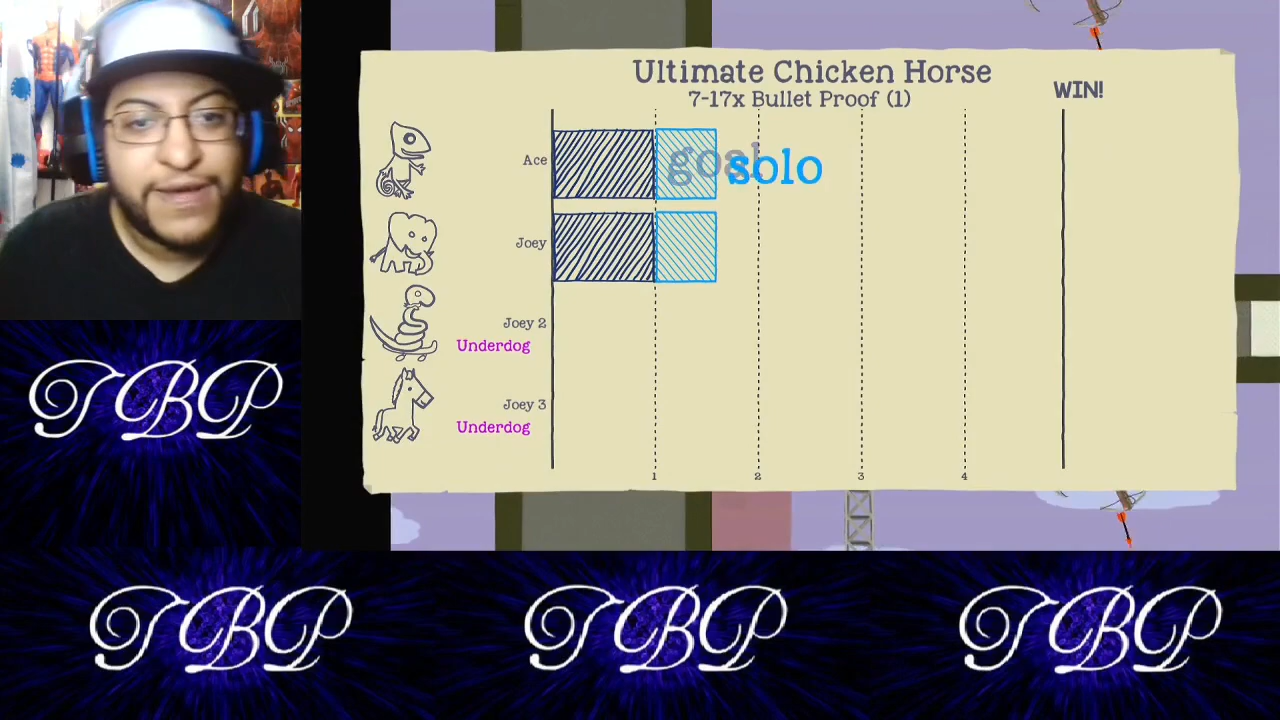 Ultimate Chicken Horse
7-17x Bullet Proof (1)
WIN!
Ace
goal
solo
Joey
Joey 2
Underdog
Joey 3
Underdog
1
2
3
4
TBP
TBP
TBP
TBP